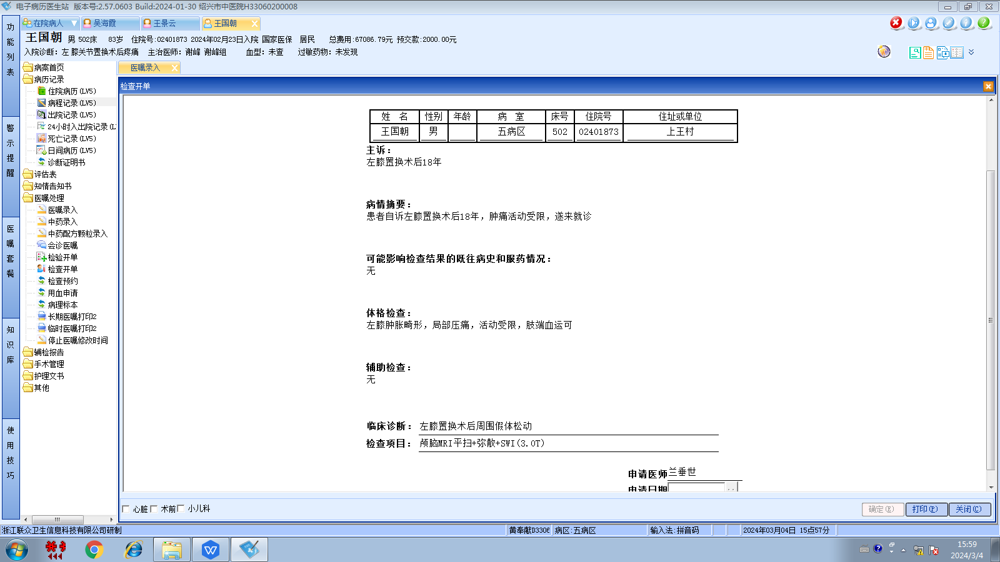 电子病历医生站 版本号:2.57.0603 Build:2024-01-30 绍兴市中医院H33060200008
功能列表
警示提醒
医嘱套餐
知识库
使用技巧
在院病人 吴海霞 王景云 王国朝
王国朝 男 502床 83岁 住院号:02401873 2024年02月23日入院 国家医保 居民 总费用:67086.79元 预交款:2000.00元
入院诊断: 左膝关节置换术后疼痛 主治医师: 谢峰 谢峰组 血型: 未查 过敏药物: 未发现
病案首页
病历记录
住院病历(LV5)
病程记录(LV5)
出院记录(LV5)
24小时入出院记录(L
死亡记录(LV5)
日间病历(LV5)
诊断证明书
评估表
知情告知书
医嘱处理
医嘱录入
中药录入
中药配方颗粒录入
会诊医嘱
检验开单
检查开单
检查预约
用血申请
病理标本
长期医嘱打印2
临时医嘱打印2
停止医嘱修改时间
辅检报告
手术管理
护理文书
其他
医嘱录入
检查开单
姓 名 性别 年龄 病 室 床号 住院号 住址或单位
王国朝 男 五病区 502 02401873 上王村
主诉:
左膝置换术后18年
病情摘要:
患者自诉左膝置换术后18年,肿痛活动受限,遂来就诊
可能影响检查结果的既往病史和服药情况:
无
体格检查:
左膝肿胀畸形,局部压痛,活动受限,肢端血运可
辅助检查:
无
临床诊断: 左膝置换术后周围假体松动
检查项目: 颅脑MRI平扫+弥散+SWI(3.0T)
申请医师 兰垂世
申请日期 ..
心脏 术前 小儿科
确定(E) 打印(P) 关闭(C)
浙江联众卫生信息科技有限公司研制 黄奉献D330E 病区:五病区 输入法:拼音码 2024年03月04日 15点57分
15:59
2024/3/4